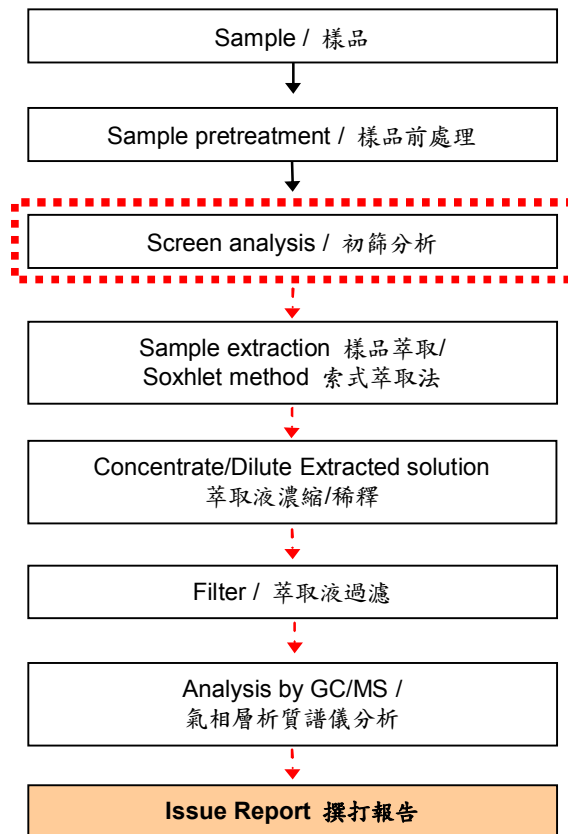 Sample / 樣品
Sample pretreatment / 樣品前處理
Screen analysis / 初篩分析
Sample extraction 樣品萃取/
Soxhlet method 索式萃取法
Concentrate/Dilute Extracted solution
萃取液濃縮/稀釋
Filter / 萃取液過濾
Analysis by GC/MS /
氣相層析質譜儀分析
Issue Report 撰打報告